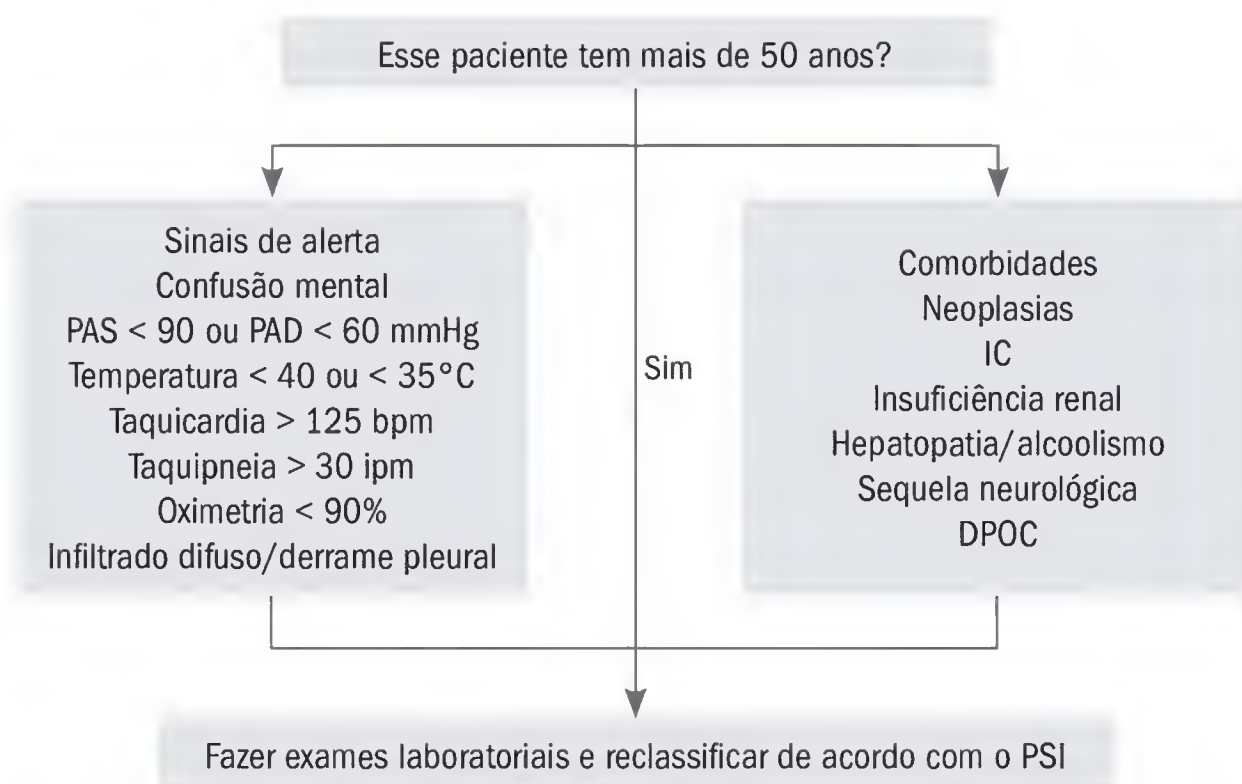 Esse paciente tem mais de 50 anos?
Sinais de alerta
Confusão mental
PAS < 90 ou PAD < 60 mmHg
Temperatura < 40 ou < 35°C
Taquicardia > 125 bpm
Taquipneia > 30 ipm
Oximetria < 90%
Infiltrado difuso/derrame pleural
Sim
Comorbidades
Neoplasias
IC
Insuficiência renal
Hepatopatia/alcoolismo
Sequela neurológica
DPOC
Fazer exames laboratoriais e reclassificar de acordo com o PSI